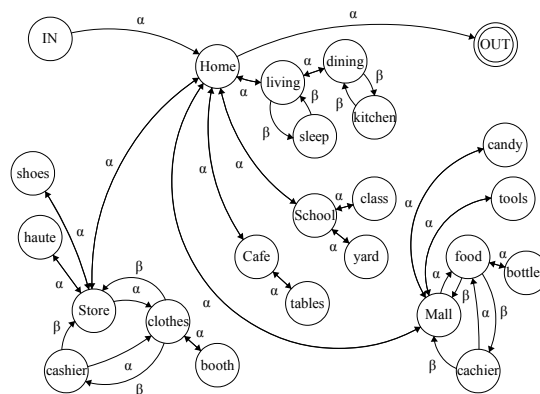 IN
α
OUT
Home
α
living
α
dining
β
β
kitchen
β
β
sleep
α
shoes
α
haute
α
α
School
α
class
α
yard
α
Cafe
α
tables
candy
α
tools
α
food
α
bottle
α
β
Mall
α
β
β
cachier
α
Store
β
α
clothes
α
booth
β
cashier
α
β